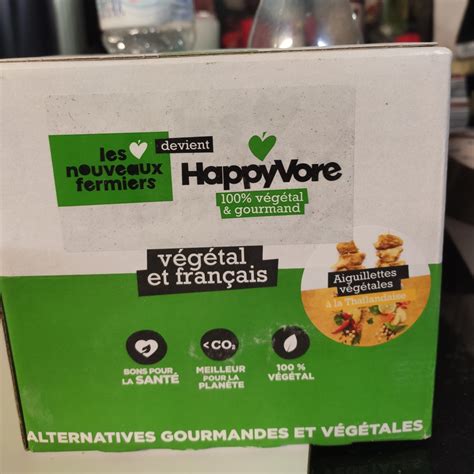 les
nouveaux
fermiers
devient
HappyVore
100% végétal
& gourmand
végétal
et français
Aiguillettes
végétales
à la Thaïlandaise
<CO₂
BONS POUR
LA SANTÉ
MEILLEUR
POUR LA
PLANÈTE
100 %
VÉGÉTAL
ALTERNATIVES GOURMANDES ET VÉGÉTALES